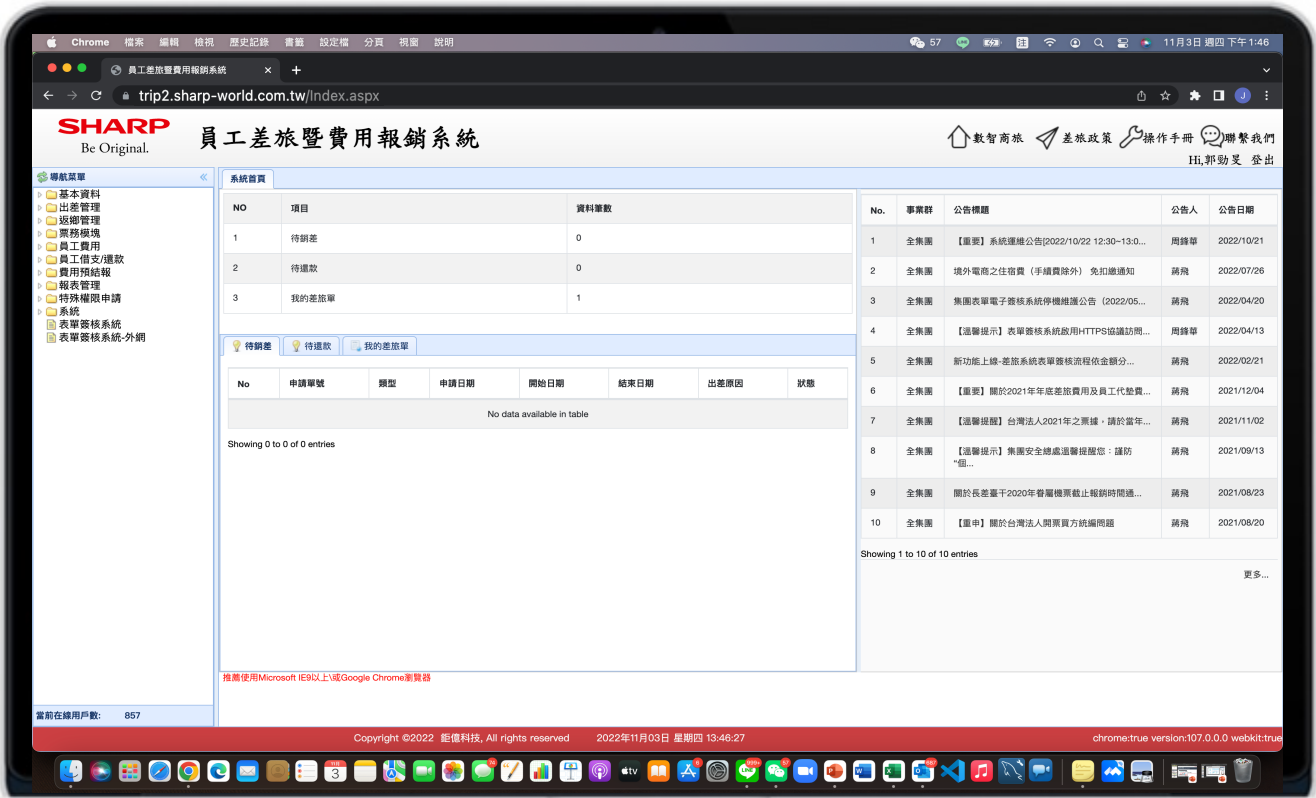 Chrome 檔案 編輯 檢視 歷史記錄 書籤 設定檔 分頁 視窗 說明 57 注 11月3日 週四 下午1:46
員工差旅暨費用報銷系統
trip2.sharp-world.com.tw/Index.aspx
SHARP
Be Original.
員工差旅暨費用報銷系統
數智商旅 差旅政策 操作手冊 聯繫我們
Hi,郭勁旻 登出
導航菜單
基本資料
出差管理
返鄉管理
票務模塊
員工費用
員工借支/還款
費用預結報
報表管理
特殊權限申請
系統
表單簽核系統
表單簽核系統-外網
當前在線用戶數: 857
系統首頁
NO 項目 資料筆數
1 待銷差 0
2 待還款 0
3 我的差旅單 1
待銷差 待還款 我的差旅單
No 申請單號 類型 申請日期 開始日期 結束日期 出差原因 狀態
No data available in table
Showing 0 to 0 of 0 entries
No. 事業群 公告標題 公告人 公告日期
1 全集團 【重要】系統運維公告[2022/10/22 12:30~13:0... 周鋒華 2022/10/21
2 全集團 境外電商之住宿費（手續費除外） 免扣繳通知 蔣飛 2022/07/26
3 全集團 集團表單電子簽核系統停機維護公告（2022/05... 蔣飛 2022/04/20
4 全集團 【溫馨提示】表單簽核系統啟用HTTPS協議訪問... 周鋒華 2022/04/13
5 全集團 新功能上線-差旅系統表單簽核流程依金額分... 蔣飛 2022/02/21
6 全集團 【重要】關於2021年年底差旅費用及員工代墊費... 蔣飛 2021/12/04
7 全集團 【溫馨提醒】台灣法人2021年之票據，請於當年... 蔣飛 2021/11/02
8 全集團 【溫馨提示】集團安全總處溫馨提醒您：謹防 蔣飛 2021/09/13
“個...
9 全集團 關於長差臺干2020年眷屬機票截止報銷時間通... 蔣飛 2021/08/23
10 全集團 【重申】關於台灣法人開票買方統編問題 蔣飛 2021/08/20
Showing 1 to 10 of 10 entries
更多...
推薦使用Microsoft IE9以上\或Google Chrome瀏覽器
Copyright ©2022 鉅億科技, All rights reserved 2022年11月03日 星期四 13:46:27 chrome:true version:107.0.0.0 webkit:true